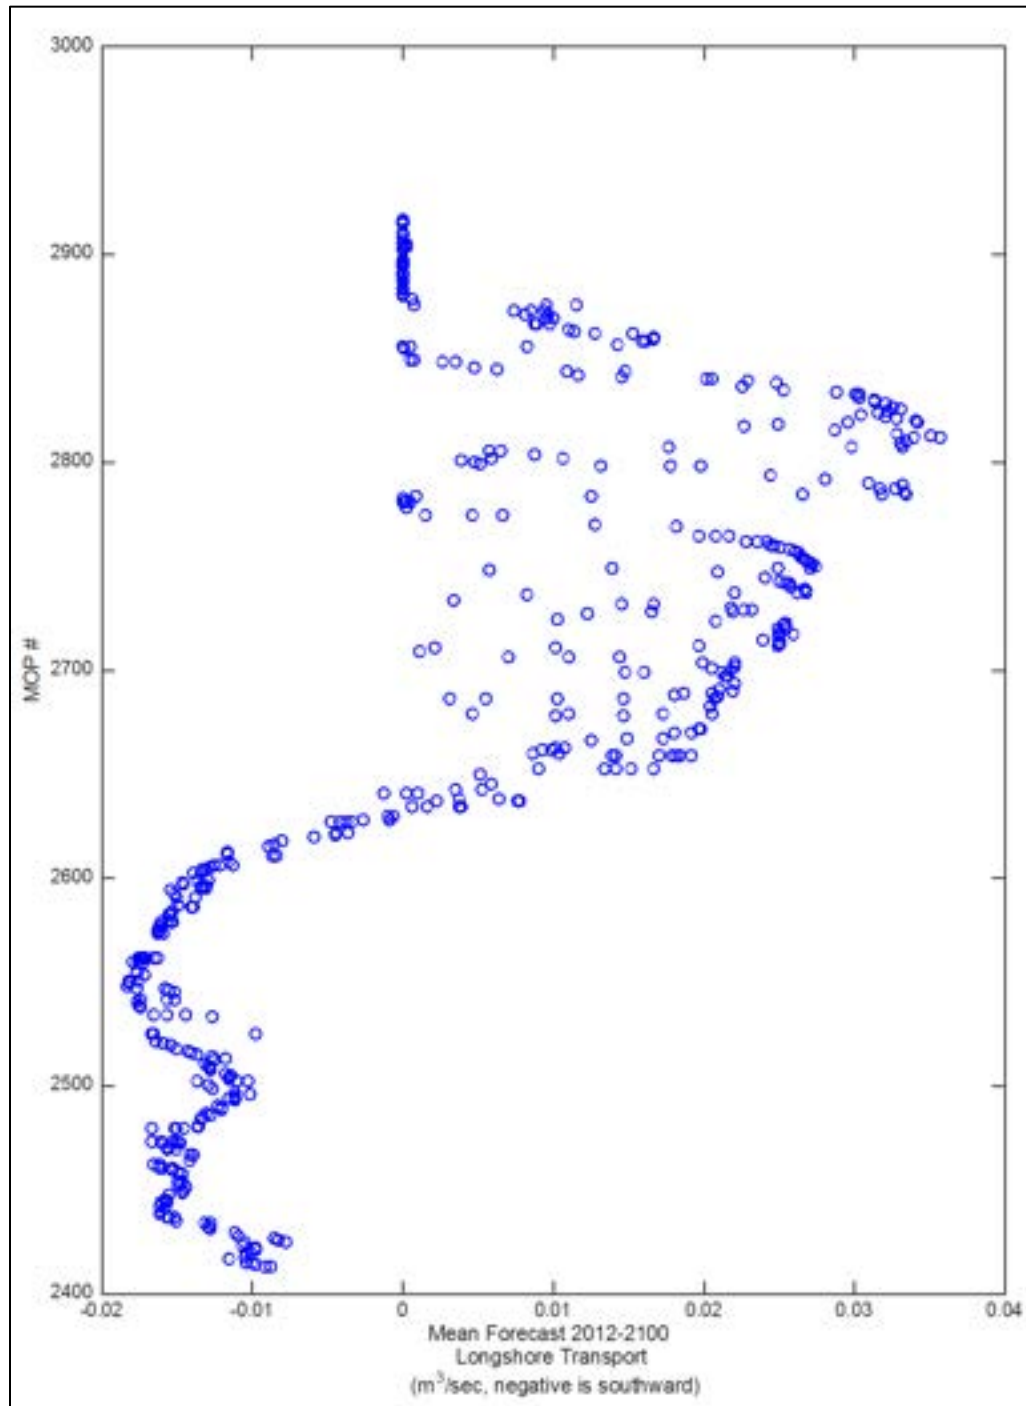 3000
2900
2800
2700
2600
2500
2400
MOP #
-0.02 -0.01 0 0.01 0.02 0.03 0.04
Mean Forecast 2012-2100
Longshore Transport
(m³/sec, negative is southward)